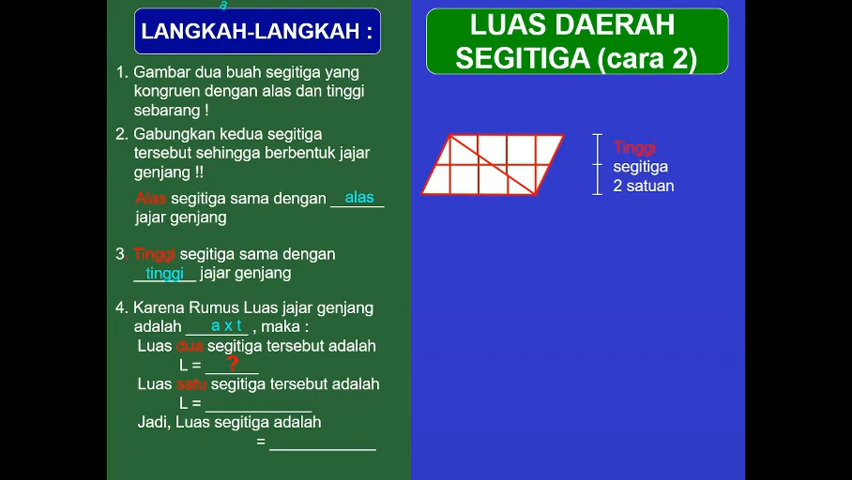 a
LANGKAH-LANGKAH :
1. Gambar dua buah segitiga yang
kongruen dengan alas dan tinggi
sebarang !
2. Gabungkan kedua segitiga
tersebut sehingga berbentuk jajar
genjang !!
Alas segitiga sama dengan alas
jajar genjang
3. Tinggi segitiga sama dengan
tinggi jajar genjang
4. Karena Rumus Luas jajar genjang
adalah a x t , maka :
Luas dua segitiga tersebut adalah
L = ?
Luas satu segitiga tersebut adalah
L = ____________
Jadi, Luas segitiga adalah
= ____________
LUAS DAERAH
SEGITIGA (cara 2)
Tinggi
segitiga
2 satuan